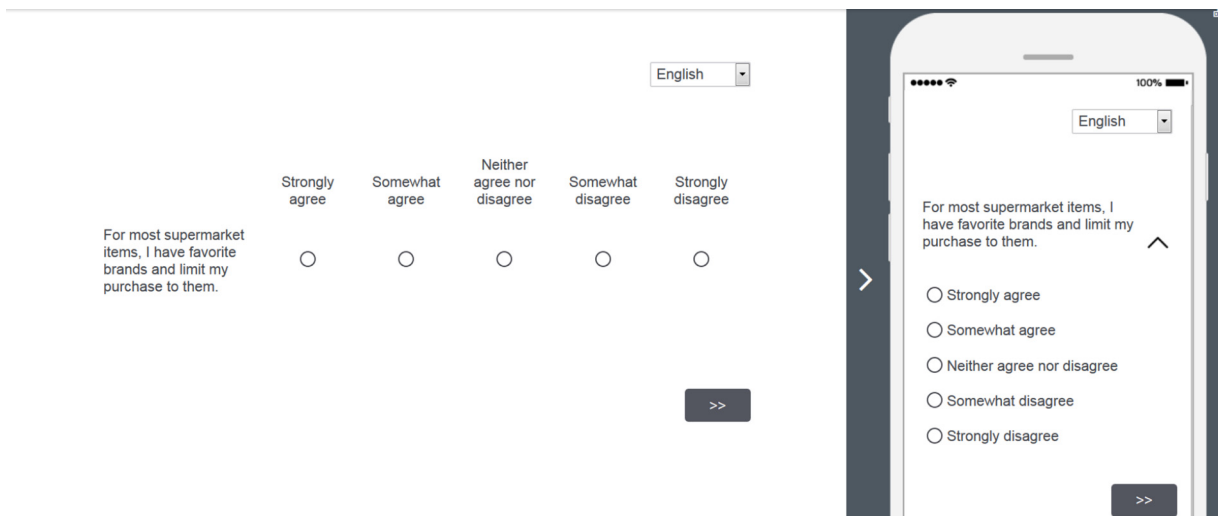 English
Neither
Strongly Somewhat agree nor Somewhat Strongly
agree agree disagree disagree disagree
For most supermarket
items, I have favorite
brands and limit my
purchase to them.
>>
100%
English
For most supermarket items, I
have favorite brands and limit my
purchase to them.
Strongly agree
Somewhat agree
Neither agree nor disagree
Somewhat disagree
Strongly disagree
>>